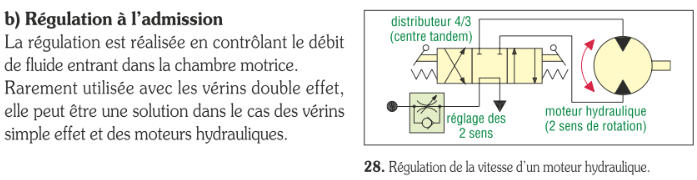 b) Régulation à l'admission
La régulation est réalisée en contrôlant le débit
de fluide entrant dans la chambre motrice.
Rarement utilisée avec les vérins double effet,
elle peut être une solution dans le cas des vérins
simple effet et des moteurs hydrauliques.
distributeur 4/3
(centre tandem)
réglage des
2 sens
moteur hydraulique
(2 sens de rotation)
28. Régulation de la vitesse d'un moteur hydraulique.